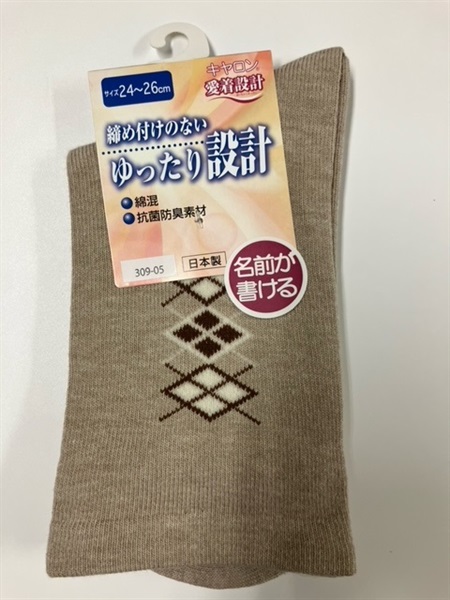 サイズ24～26cm
キャロン
愛着設計
締め付けのない
ゆったり設計
綿混
抗菌防臭素材
309-05
日本製
名前が
書ける